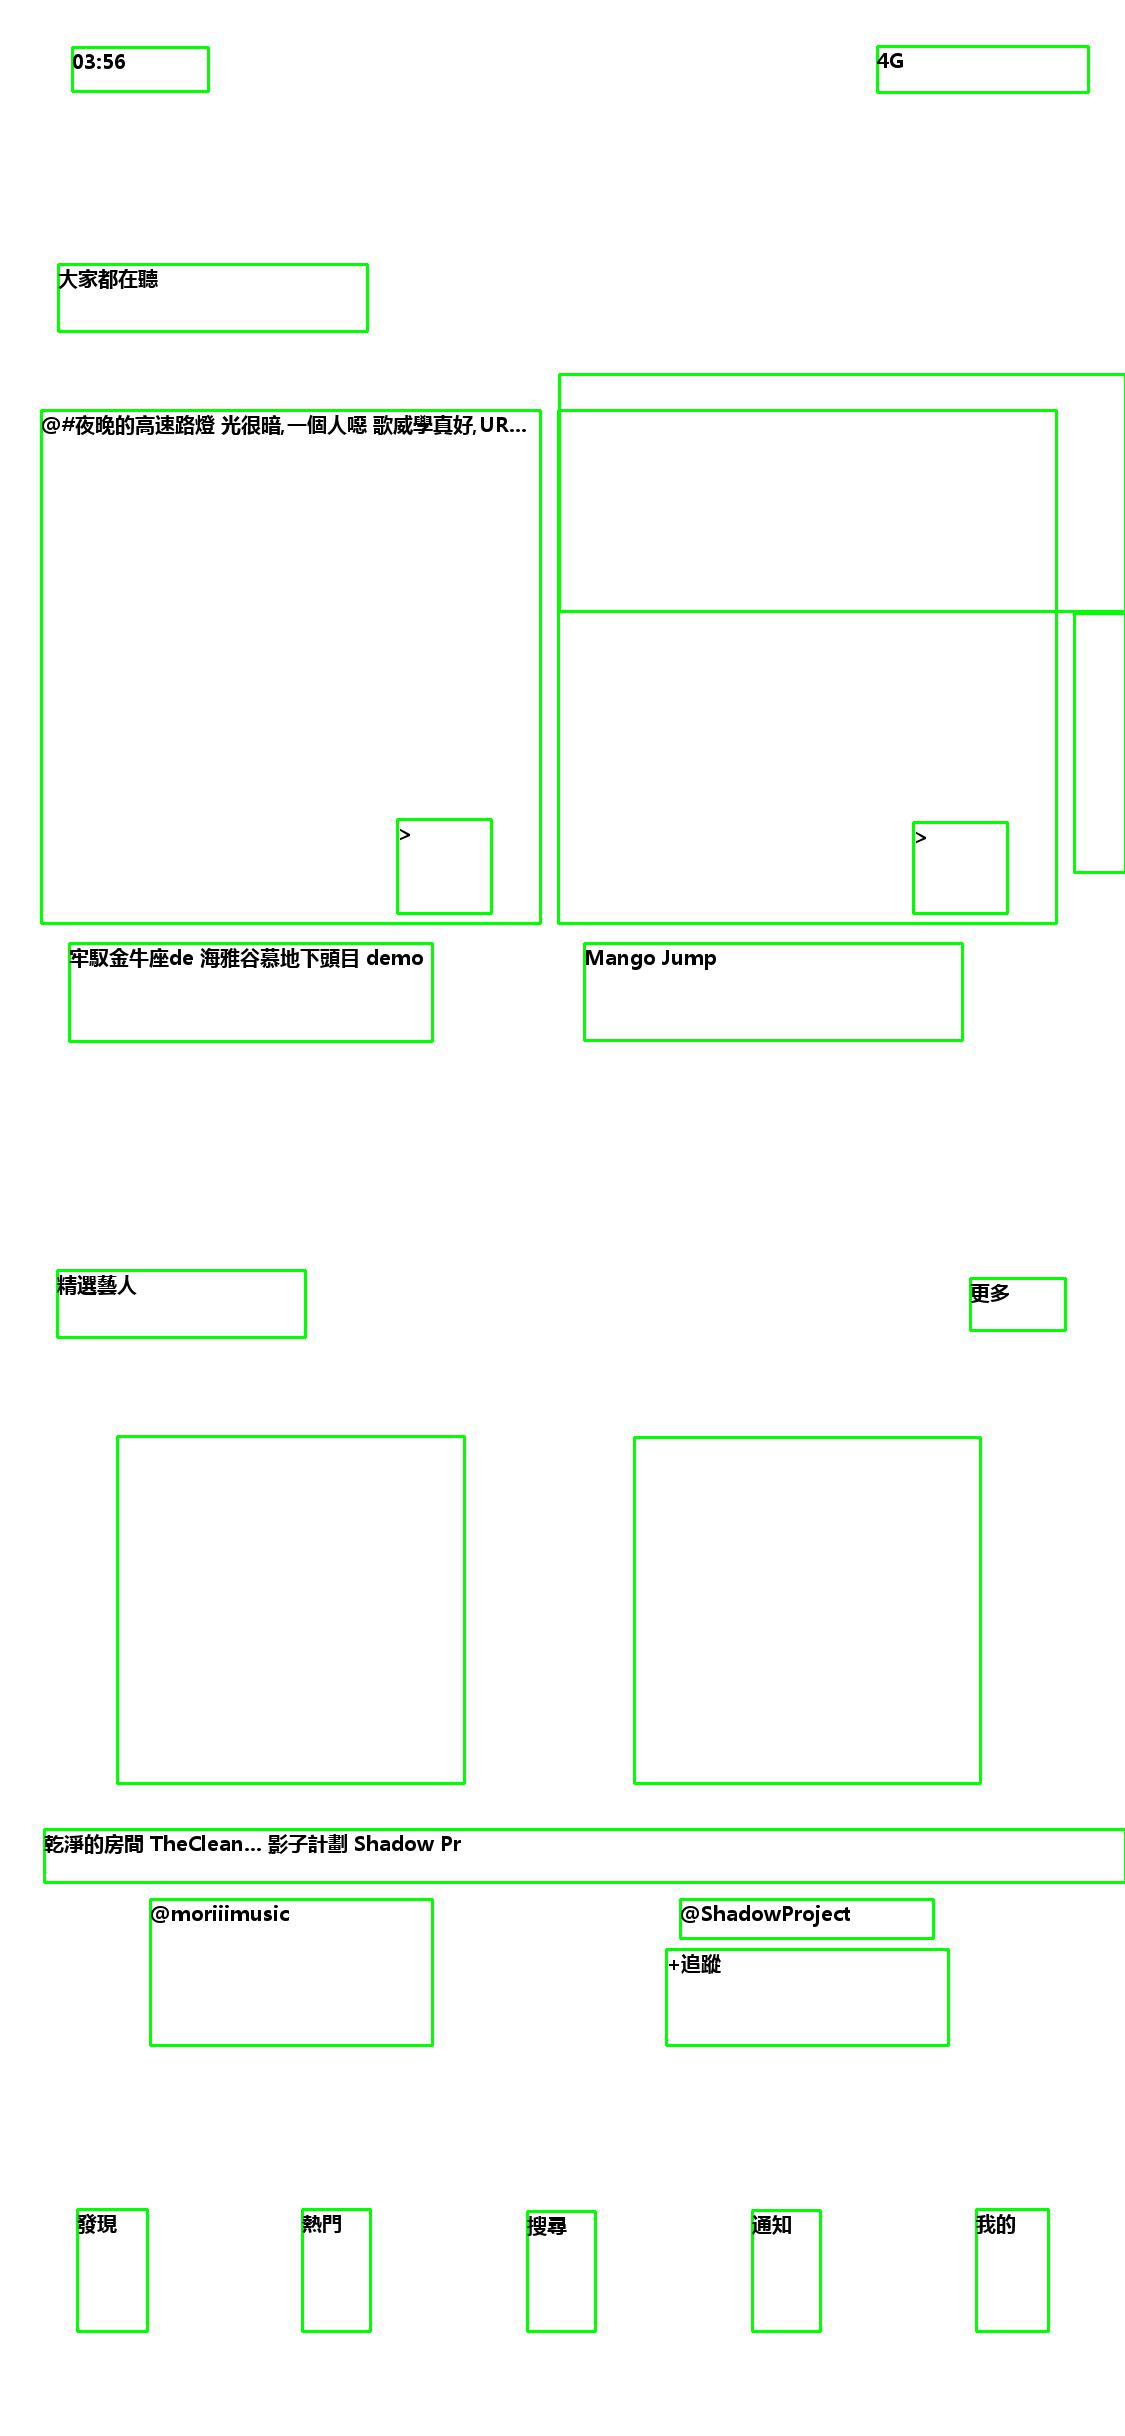 03:56
4G
大家都在聽
@#夜晚的高速路燈 光很暗,一個人噁 歌威學真好,UR...
>
>
牢馭金牛座de 海雅谷慕地下頭目 demo
Mango Jump
精選藝人
更多
乾淨的房間 TheClean... 影子計劃 Shadow Pr
@moriiimusic
@ShadowProject
+追蹤
發現
熱門
搜尋
通知
我的